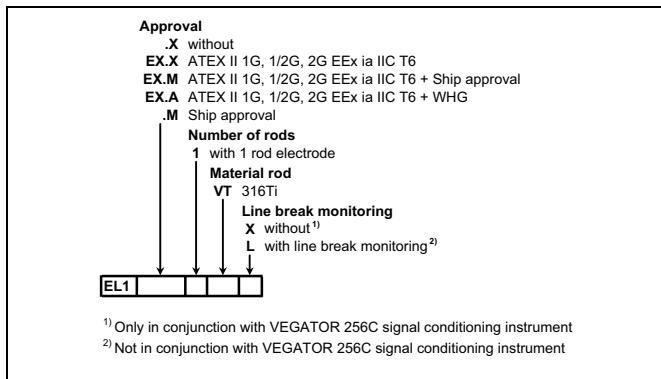 Approval
.X without
EX.X ATEX II 1G, 1/2G, 2G EEx ia IIC T6
EX.M ATEX II 1G, 1/2G, 2G EEx ia IIC T6 + Ship approval
EX.A ATEX II 1G, 1/2G, 2G EEx ia IIC T6 + WHG
.M Ship approval
Number of rods
1 with 1 rod electrode
Material rod
VT 316Ti
Line break monitoring
X without 1)
L with line break monitoring 2)
EL1
1) Only in conjunction with VEGATOR 256C signal conditioning instrument
2) Not in conjunction with VEGATOR 256C signal conditioning instrument